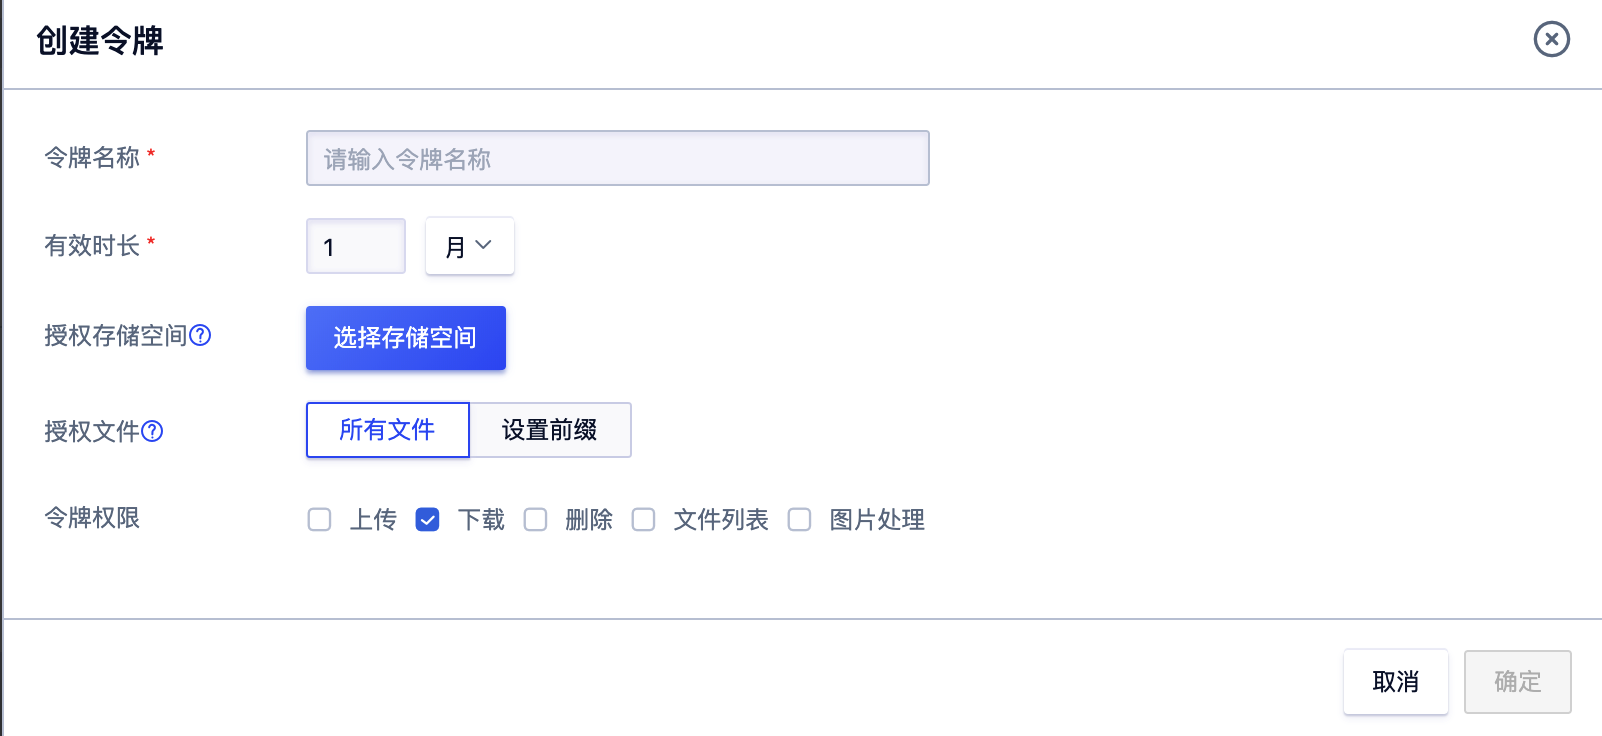 创建令牌
令牌名称 *
请输入令牌名称
有效时长 *
1 月
授权存储空间?
选择存储空间
授权文件?
所有文件 设置前缀
令牌权限
上传 下载 删除 文件列表 图片处理
取消 确定